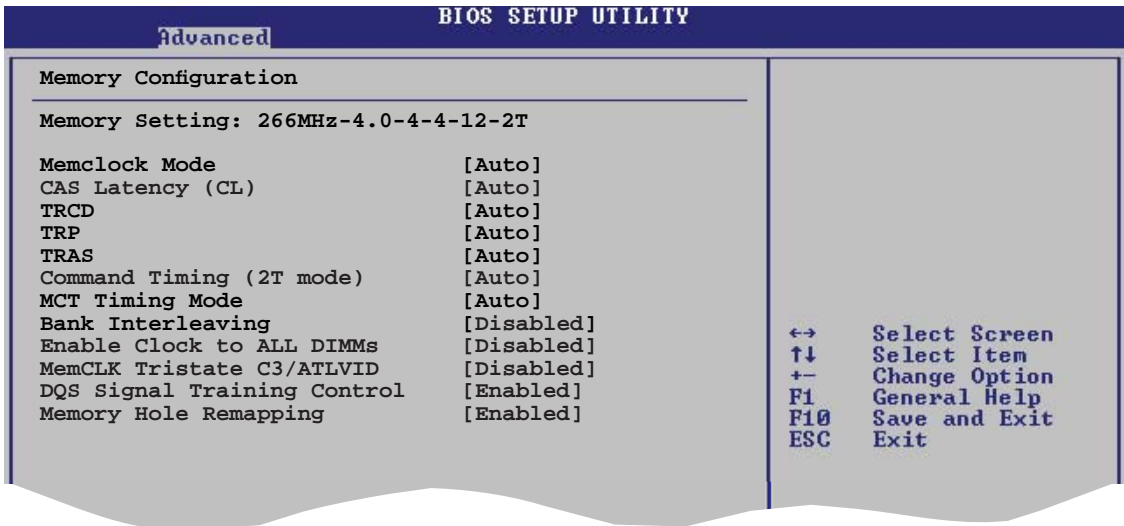 BIOS SETUP UTILITY
Advanced
Memory Configuration
Memory Setting: 266MHz-4.0-4-4-12-2T
Memclock Mode [Auto]
CAS Latency (CL) [Auto]
TRCD [Auto]
TRP [Auto]
TRAS [Auto]
Command Timing (2T mode) [Auto]
MCT Timing Mode [Auto]
Bank Interleaving [Disabled]
Enable Clock to ALL DIMMs [Disabled]
MemCLK Tristate C3/ATLVID [Disabled]
DQS Signal Training Control [Enabled]
Memory Hole Remapping [Enabled]
←→ Select Screen
↑↓ Select Item
+- Change Option
F1 General Help
F10 Save and Exit
ESC Exit